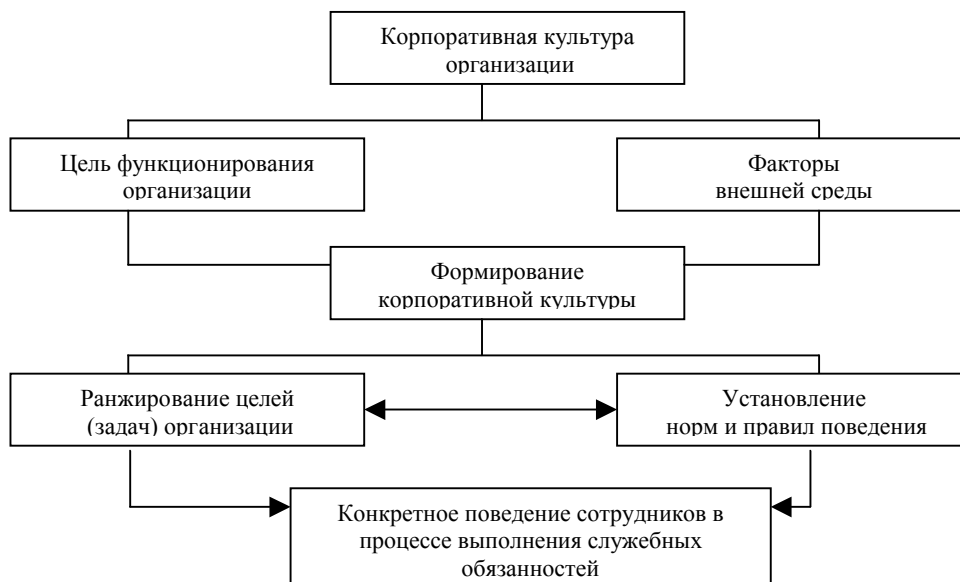 Корпоративная культура
организации
Цель функционирования
организации
Факторы
внешней среды
Формирование
корпоративной культуры
Ранжирование целей
(задач) организации
Установление
норм и правил поведения
Конкретное поведение сотрудников в
процессе выполнения служебных
обязанностей